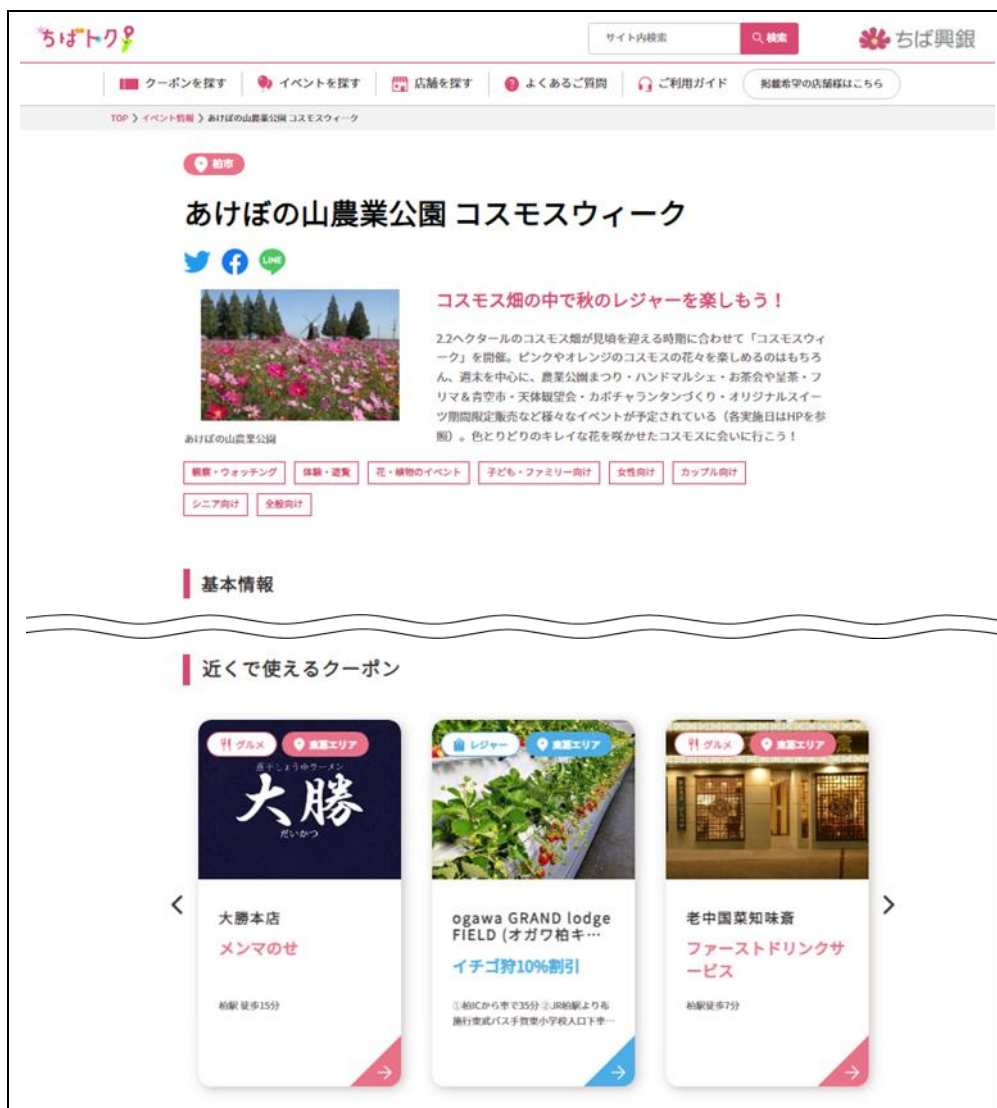 ちばトク!
サイト内検索
検索
ちば興銀
クーポンを探す
イベントを探す
店舗を探す
よくあるご質問
ご利用ガイド
掲載希望の店舗様はこちら
TOP 》イベント情報 》あけぼの山農業公園 コスモスウィーク
柏市
あけぼの山農業公園 コスモスウィーク
LINE
コスモス畑の中で秋のレジャーを楽しもう！
2.2ヘクタールのコスモス畑が見頃を迎える時期に合わせて「コスモスウィ
ーク」を開催。ピンクやオレンジのコスモスの花々を楽しめるのはもちろ
ん、週末を中心に、農業公園まつり・ハンドマルシェ・お茶会や呈茶・フ
リマ＆青空市・天体観望会・カボチャランタンづくり・オリジナルスイー
ツ期間限定販売など様々なイベントが予定されている（各実施日はHPを参
照）。色とりどりのキレイな花を咲かせたコスモスに会いに行こう！
あけぼの山農業公園
観察・ウォッチング
体験・遊覧
花・植物のイベント
子ども・ファミリー向け
女性向け
カップル向け
シニア向け
全般向け
基本情報
近くで使えるクーポン
グルメ
東葛エリア
直干しょうゆラーメン
大勝
だいかつ
大勝本店
メンマのせ
柏駅 徒歩15分
レジャー
東葛エリア
ogawa GRAND lodge
FIELD (オガワ柏キ…
イチゴ狩10%割引
①柏ICから車で35分 ②JR柏駅より布
施行東武バス手賀東小学校入口下車…
グルメ
東葛エリア
老中国菜知味斎
ファーストドリンクサ
ービス
柏駅徒歩7分